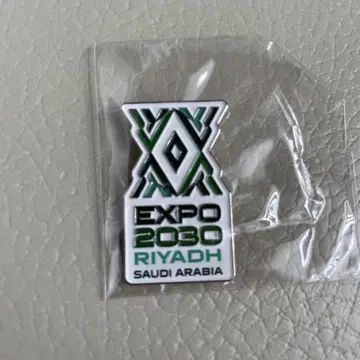 EXPO
2030
RIYADH
SAUDI ARABIA